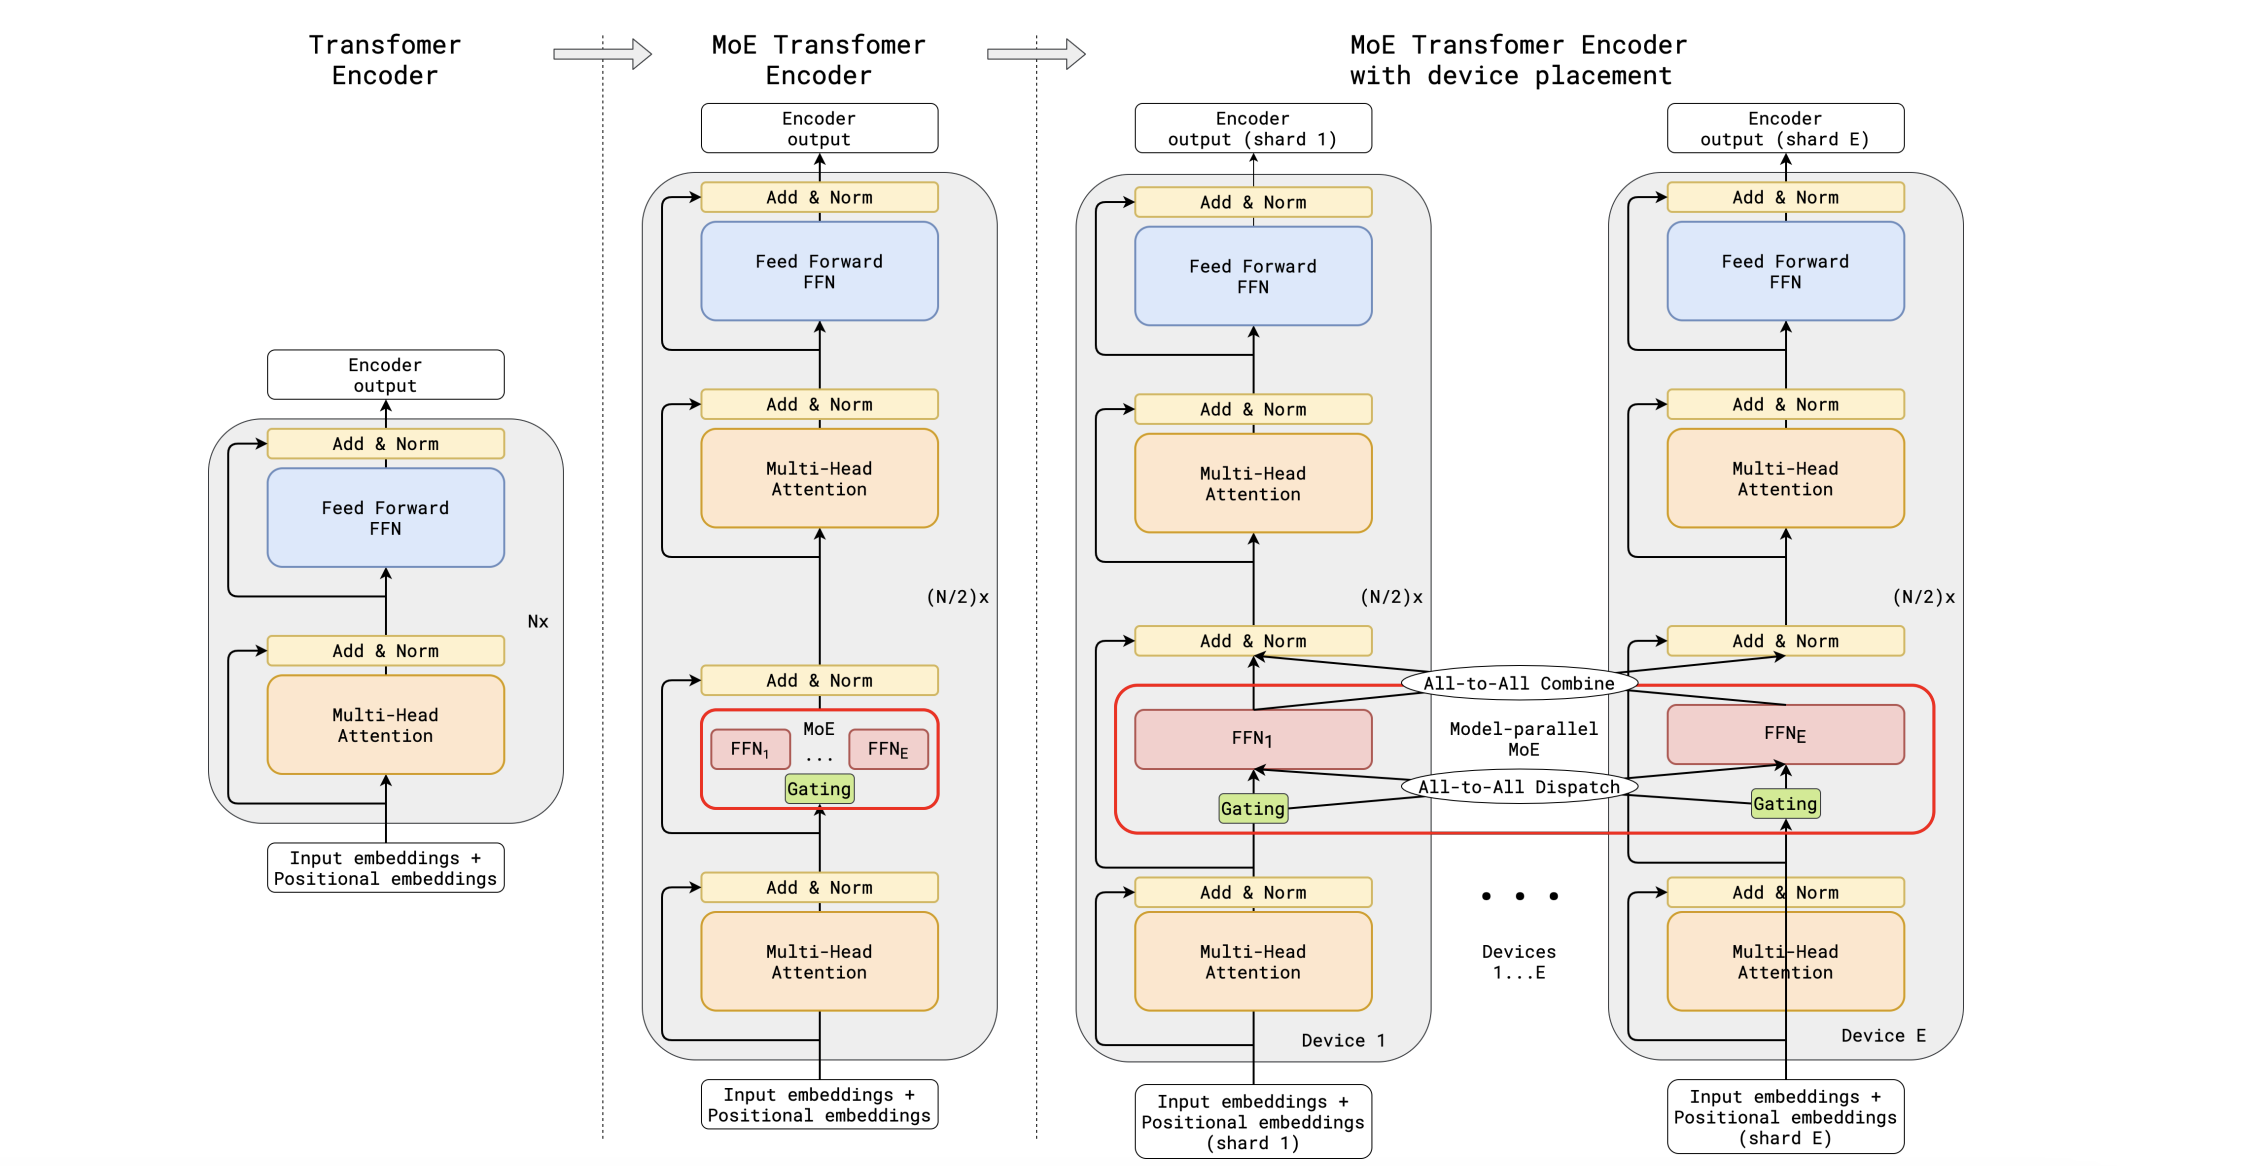 Transfomer
Encoder
Encoder
output
Add & Norm
Feed Forward
FFN
Nx
Add & Norm
Multi-Head
Attention
Input embeddings +
Positional embeddings
MoE Transfomer
Encoder
Encoder
output
Add & Norm
Feed Forward
FFN
Add & Norm
Multi-Head
Attention
(N/2)x
Add & Norm
MoE
FFN1 ... FFNE
Gating
Add & Norm
Multi-Head
Attention
Input embeddings +
Positional embeddings
MoE Transfomer Encoder
with device placement
Encoder
output (shard 1)
Add & Norm
Feed Forward
FFN
Add & Norm
Multi-Head
Attention
(N/2)x
Add & Norm
FFN1
Gating
Add & Norm
Multi-Head
Attention
Device 1
Input embeddings +
Positional embeddings
(shard 1)
All-to-All Combine
Model-parallel
MoE
All-to-All Dispatch
• • •
Devices
1...E
Encoder
output (shard E)
Add & Norm
Feed Forward
FFN
Add & Norm
Multi-Head
Attention
(N/2)x
Add & Norm
FFNE
Gating
Add & Norm
Multi-Head
Attention
Device E
Input embeddings +
Positional embeddings
(shard E)